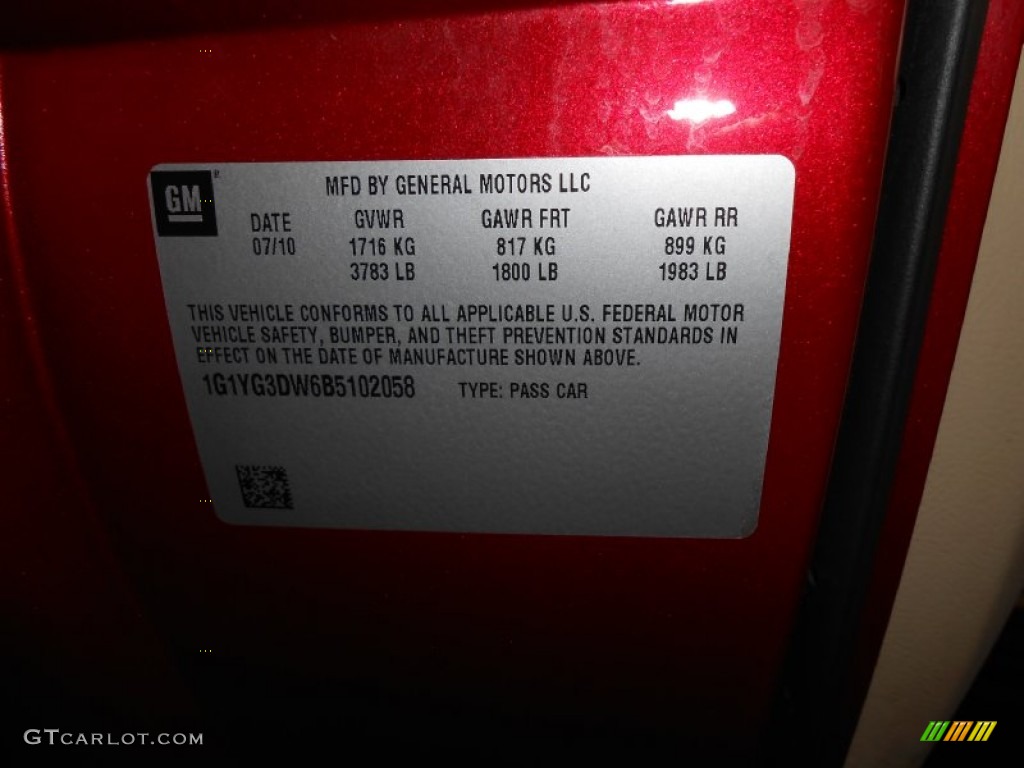 GM ®
MFD BY GENERAL MOTORS LLC
DATE GVWR GAWR FRT GAWR RR
07/10 1716 KG 817 KG 899 KG
3783 LB 1800 LB 1983 LB
THIS VEHICLE CONFORMS TO ALL APPLICABLE U.S. FEDERAL MOTOR
VEHICLE SAFETY, BUMPER, AND THEFT PREVENTION STANDARDS IN
EFFECT ON THE DATE OF MANUFACTURE SHOWN ABOVE.
1G1YG3DW6B5102058 TYPE: PASS CAR
GTCARLOT.COM